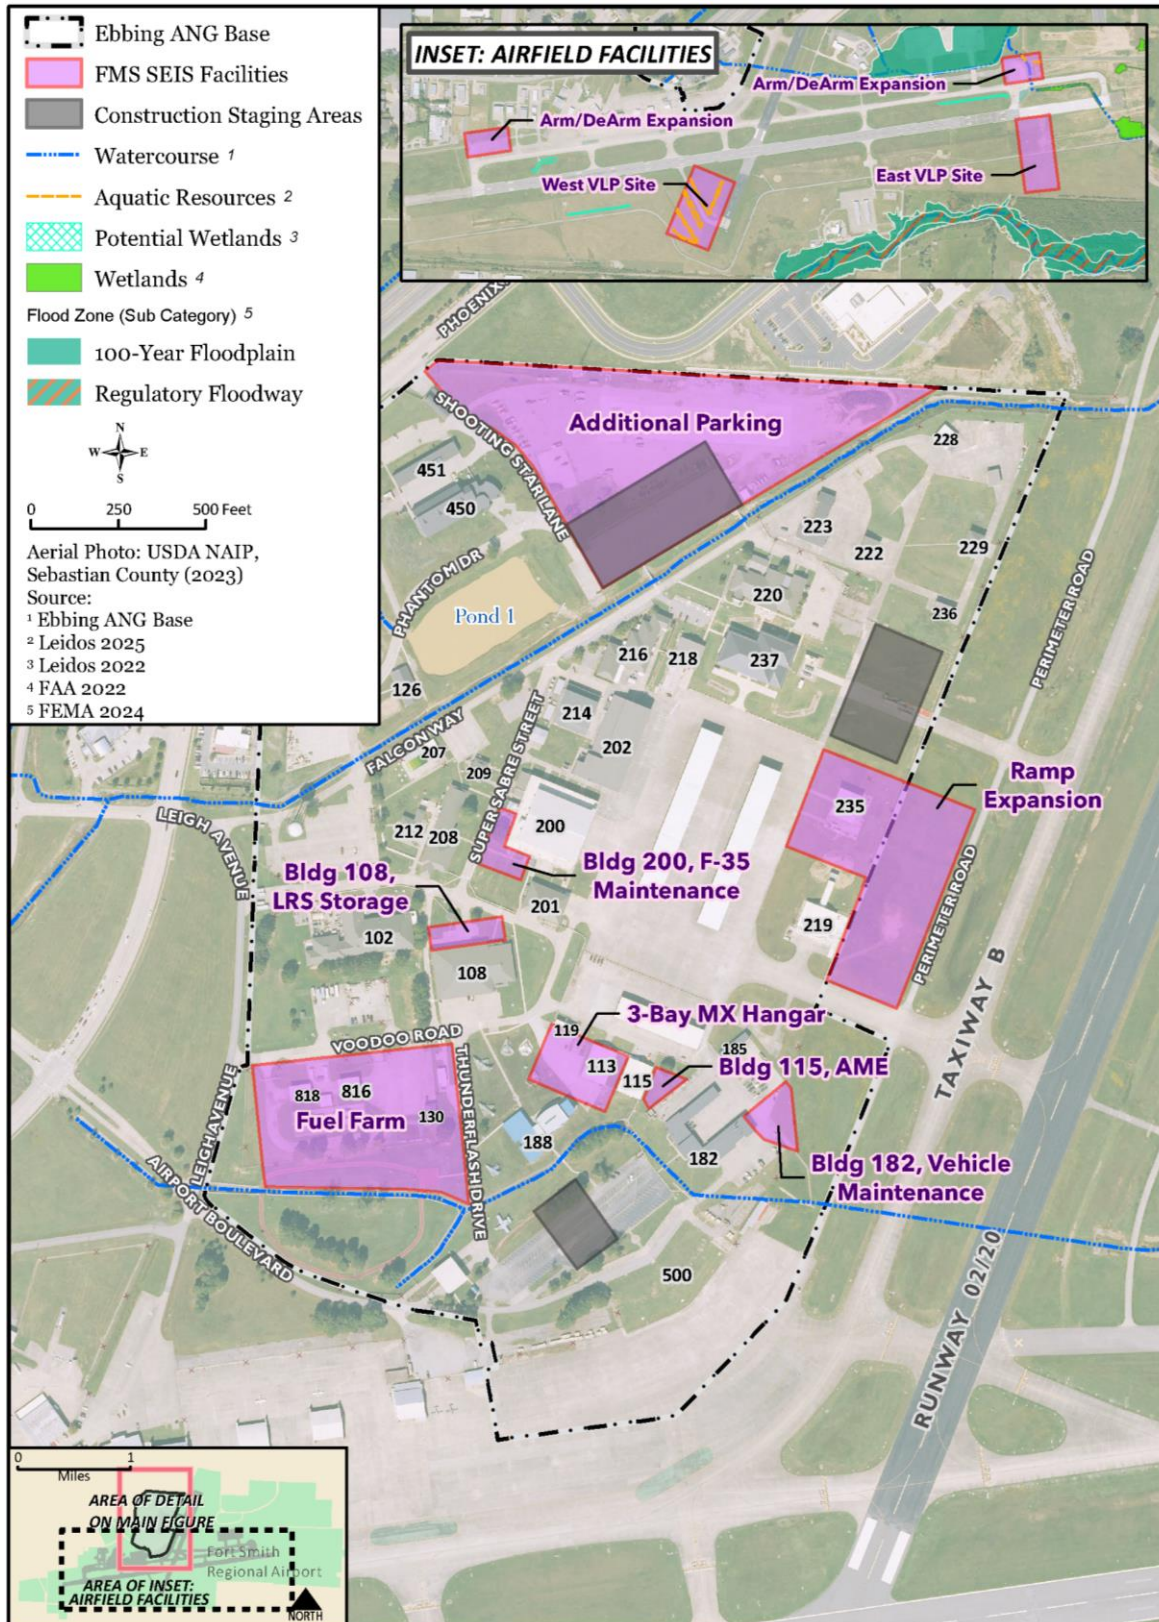 Ebbing ANG Base
FMS SEIS Facilities
Construction Staging Areas
Watercourse 1
Aquatic Resources 2
Potential Wetlands 3
Wetlands 4
Flood Zone (Sub Category) 5
100-Year Floodplain
Regulatory Floodway
N
W E
S
0 250 500 Feet
Aerial Photo: USDA NAIP,
Sebastian County (2023)
Source:
1 Ebbing ANG Base
2 Leidos 2025
3 Leidos 2022
4 FAA 2022
5 FEMA 2024
INSET: AIRFIELD FACILITIES
Arm/DeArm Expansion
Arm/DeArm Expansion
West VLP Site
East VLP Site
PHOENIX
Additional Parking
SHOOTING STAR LANE
228
451
450
223
222
229
PERIMETER ROAD
PHANTOM DR
Pond 1
220
236
216
218
237
126
214
202
FALCON WAY
207
209
SUPER SABRE STREET
Ramp
Expansion
235
LEIGH AVENUE
212
208
200
Bldg 200, F-35
Maintenance
Bldg 108,
LRS Storage
201
102
108
219
PERIMETER ROAD
TAXIWAY B
3-Bay MX Hangar
119
113
115
185
Bldg 115, AME
VOODOO ROAD
THUNDERFLASH DRIVE
818
816
130
Fuel Farm
LEIGH AVENUE
188
182
Bldg 182, Vehicle
Maintenance
AIRPORT BOULEVARD
500
RUNWAY 02/20
0 1
Miles
AREA OF DETAIL
ON MAIN FIGURE
Fort Smith
Regional Airport
AREA OF INSET:
AIRFIELD FACILITIES
NORTH